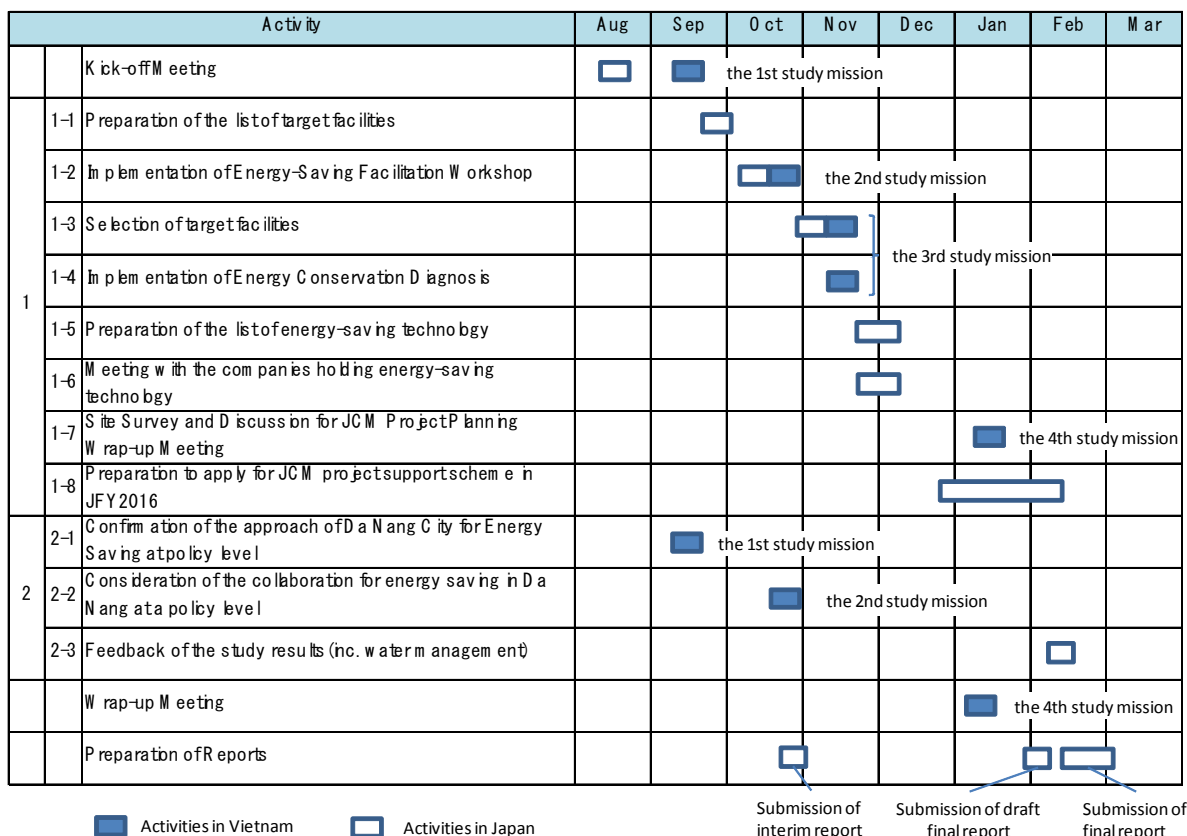 Activity Aug Sep Oct Nov Dec Jan Feb Mar
Kick-off Meeting the 1st study mission
1-1 Preparation of the list of target facilities
1-2 Implementation of Energy-Saving Facilitation Workshop the 2nd study mission
1-3 Selection of target facilities
the 3rd study mission
1-4 Implementation of Energy Conservation Diagnosis
1
1-5 Preparation of the list of energy-saving technology
1-6 Meeting with the companies holding energy-saving
technology
1-7 Site Survey and Discussion for JCM Project Planning
Wrap-up Meeting the 4th study mission
1-8 Preparation to apply for JCM project support scheme in
JFY2016
2-1 Confirmation of the approach of Da Nang City for Energy
Saving at policy level the 1st study mission
2 2-2 Consideration of the collaboration for energy saving in Da
Nang at a policy level the 2nd study mission
2-3 Feedback of the study results (inc. water management)
Wrap-up Meeting the 4th study mission
Preparation of Reports
Submission of Submission of draft Submission of
interim report final report final report
Activities in Vietnam Activities in Japan